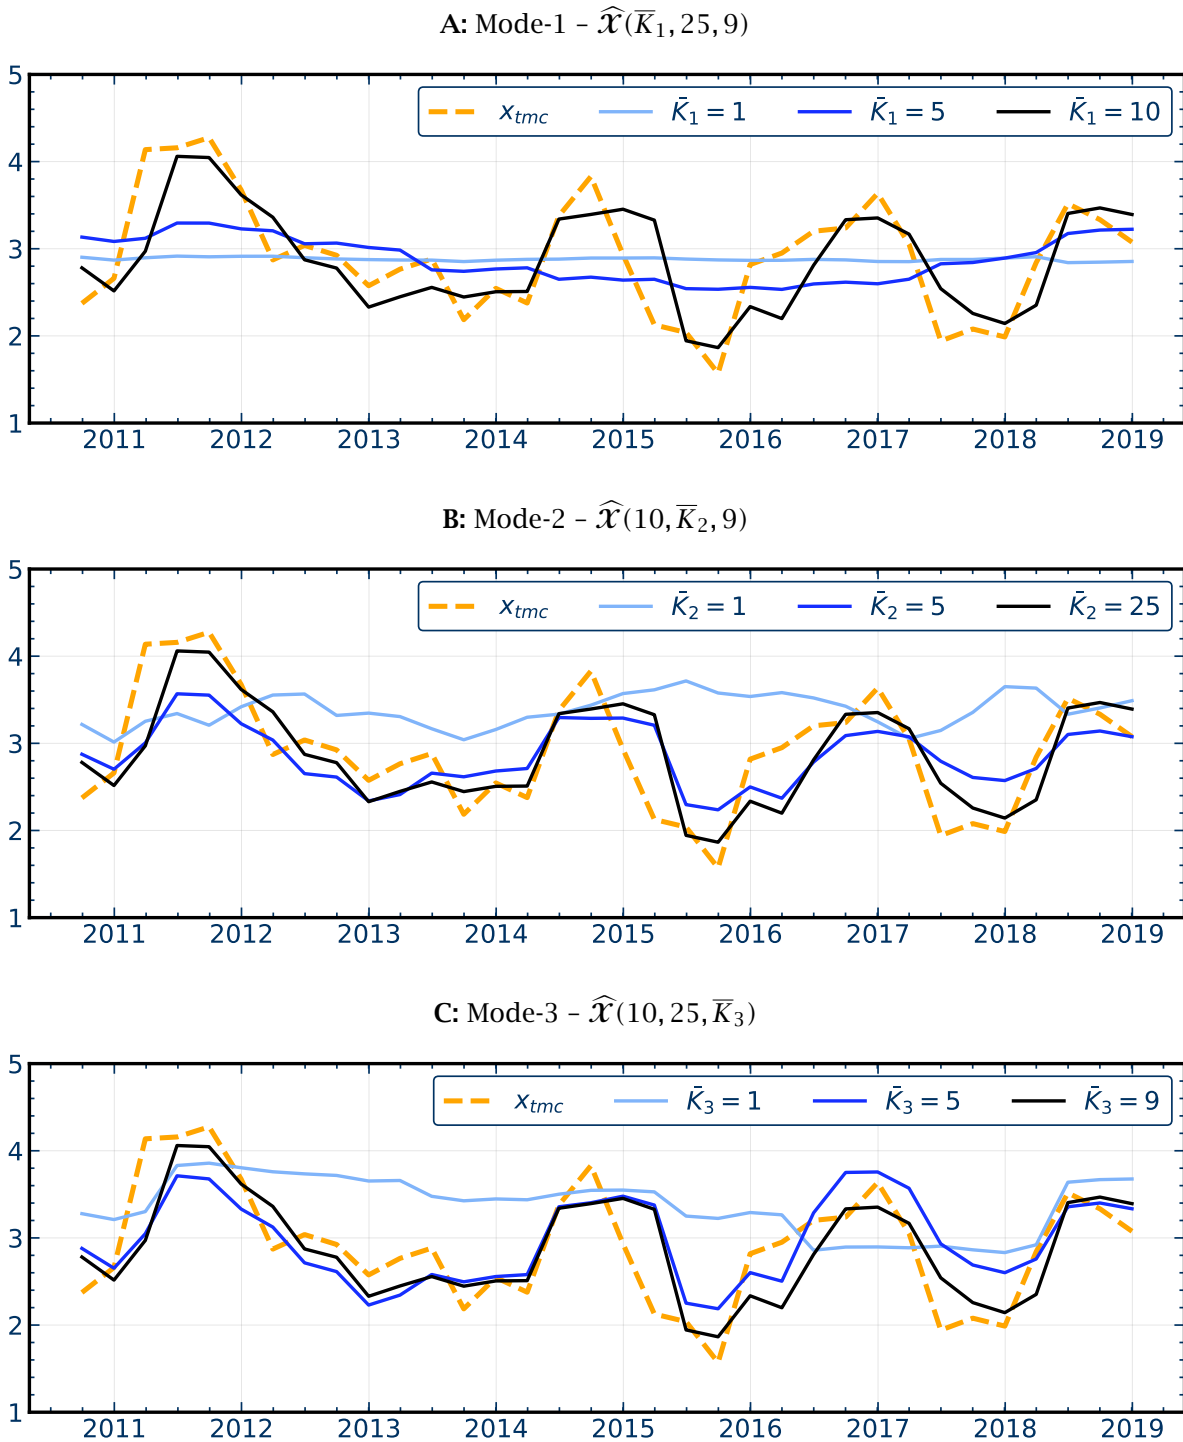 A: Mode-1 – 𝒳̂(K̅₁, 25, 9)
5
x_tmc K̄₁ = 1 K̄₁ = 5 K̄₁ = 10
4
3
2
1
2011 2012 2013 2014 2015 2016 2017 2018 2019
B: Mode-2 – 𝒳̂(10, K̅₂, 9)
5
x_tmc K̄₂ = 1 K̄₂ = 5 K̄₂ = 25
4
3
2
1
2011 2012 2013 2014 2015 2016 2017 2018 2019
C: Mode-3 – 𝒳̂(10, 25, K̅₃)
5
x_tmc K̄₃ = 1 K̄₃ = 5 K̄₃ = 9
4
3
2
1
2011 2012 2013 2014 2015 2016 2017 2018 2019